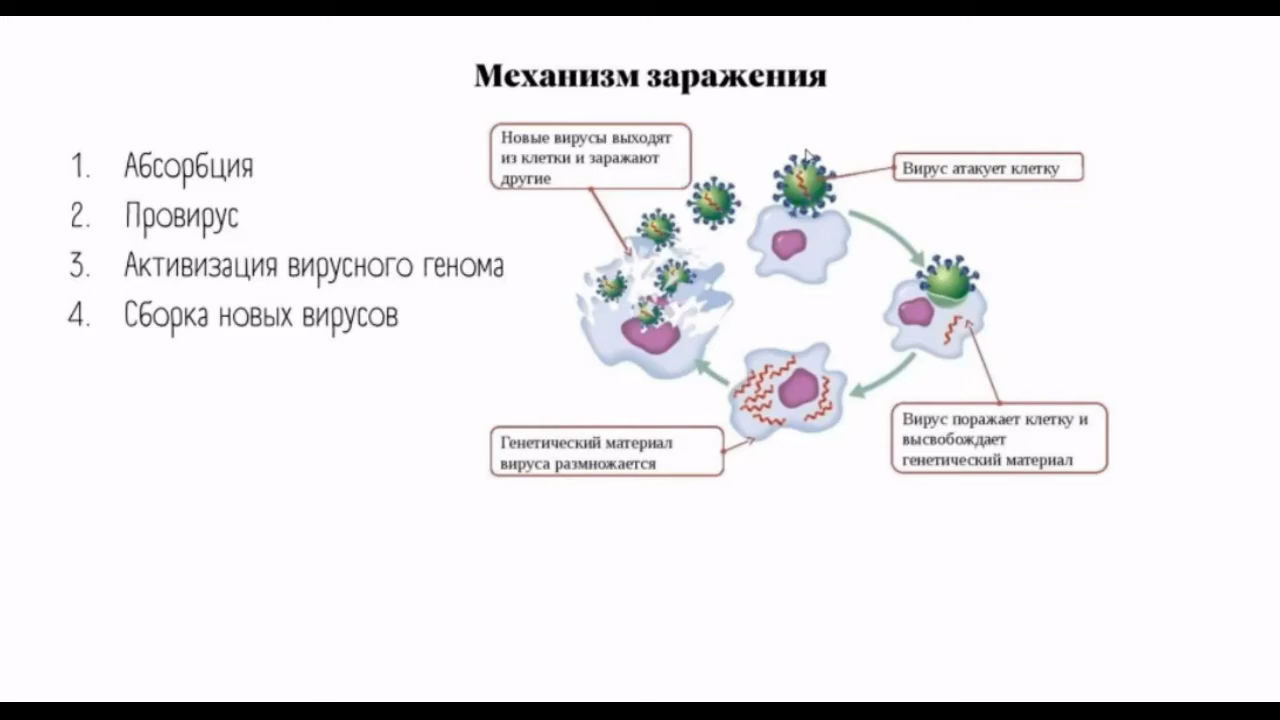 Механизм заражения
1. Абсорбция
2. Провирус
3. Активизация вирусного генома
4. Сборка новых вирусов
Новые вирусы выходят
из клетки и заражают
другие
Вирус атакует клетку
Вирус поражает клетку и
высвобождает
генетический материал
Генетический материал
вируса размножается